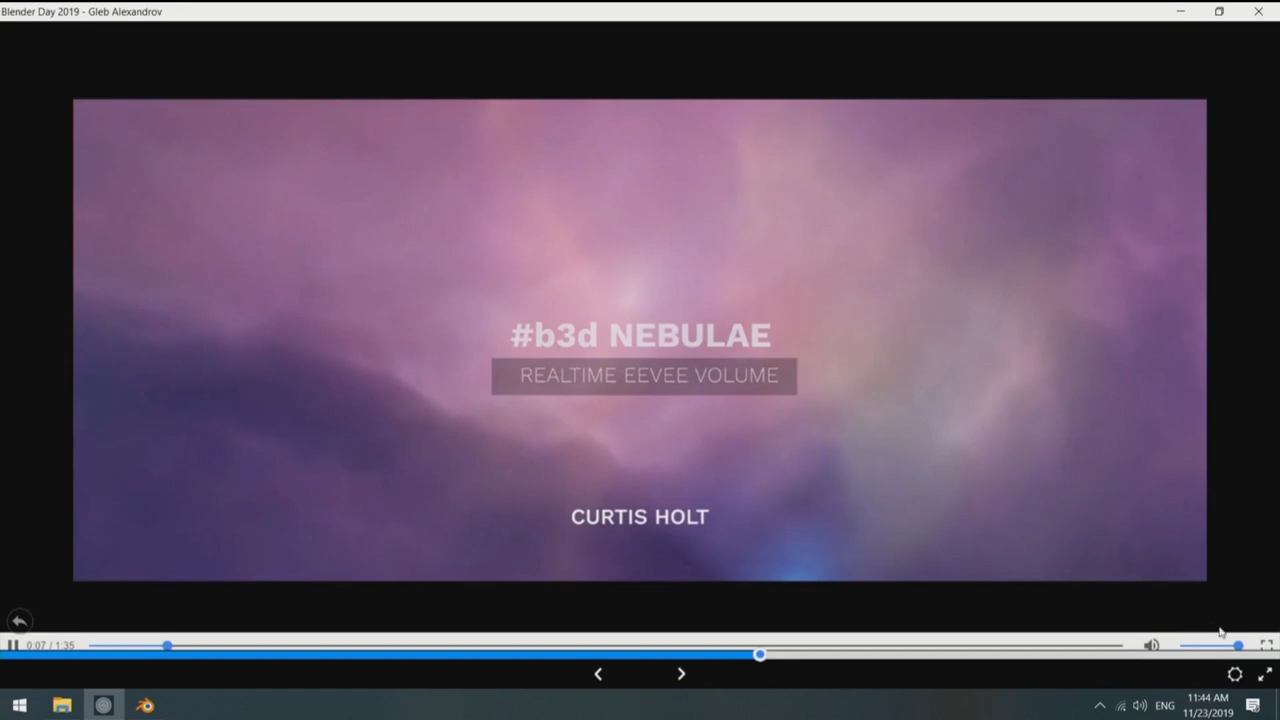 Blender Day 2019 - Gleb Alexandrov
#b3d NEBULAE
REALTIME EEVEE VOLUME
CURTIS HOLT
0:07 / 1:35
ENG
11:44 AM
11/23/2019